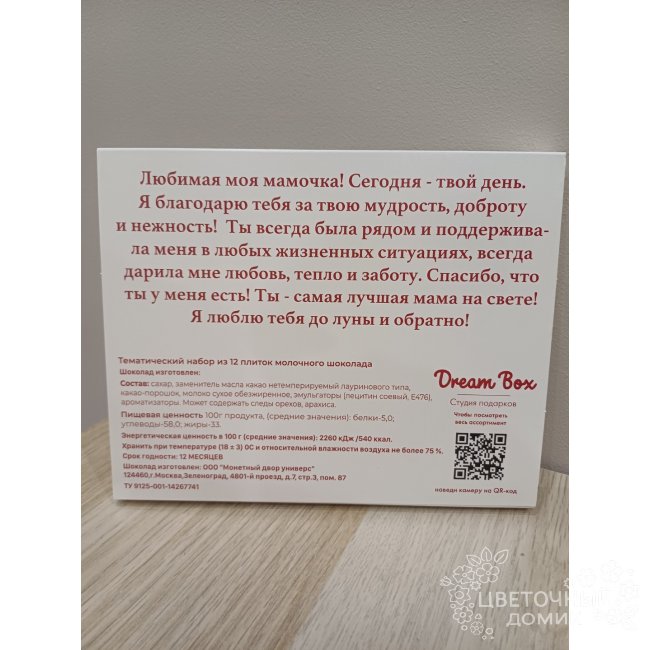 Любимая моя мамочка! Сегодня - твой день.
Я благодарю тебя за твою мудрость, доброту
и нежность! Ты всегда была рядом и поддержива-
ла меня в любых жизненных ситуациях, всегда
дарила мне любовь, тепло и заботу. Спасибо, что
ты у меня есть! Ты - самая лучшая мама на свете!
Я люблю тебя до луны и обратно!
Тематический набор из 12 плиток молочного шоколада
Шоколад изготовлен:
Состав: сахар, заменитель масла какао нетемперируемый лауринового типа,
какао-порошок, молоко сухое обезжиренное, эмульгаторы (лецитин соевый, Е476),
ароматизаторы. Может содержать следы орехов, арахиса.
Пищевая ценность 100г продукта, (средние значения): белки-5,0;
углеводы-58,0; жиры-33.
Энергетическая ценность в 100 г (средние значения): 2260 кДж /540 ккал.
Хранить при температуре (18 ± 3) ОС и относительной влажности воздуха не более 75 %.
Срок годности: 12 МЕСЯЦЕВ
Шоколад изготовлен: ООО "Монетный двор универс"
124460,г.Москва,Зеленоград, 4801-й проезд, д.7, стр.3, пом. 87
ТУ 9125-001-14267741
Dream Box
Студия подарков
Чтобы посмотреть
весь ассортимент
наведи камеру на QR-код
ЦВЕТОЧНЫЙ
ДОМИК